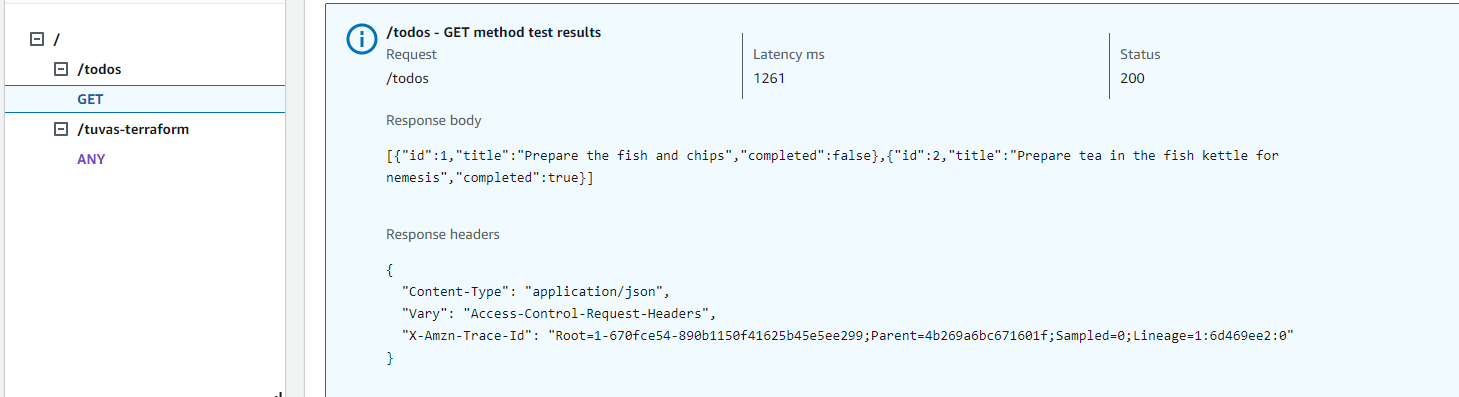 /
/todos
GET
/tuvas-terraform
ANY
/todos - GET method test results
Request
/todos
Latency ms
1261
Status
200
Response body
[{"id":1,"title":"Prepare the fish and chips","completed":false},{"id":2,"title":"Prepare tea in the fish kettle for
nemesis","completed":true}]
Response headers
{
  "Content-Type": "application/json",
  "Vary": "Access-Control-Request-Headers",
  "X-Amzn-Trace-Id": "Root=1-670fce54-890b1150f41625b45e5ee299;Parent=4b269a6bc671601f;Sampled=0;Lineage=1:6d469ee2:0"
}